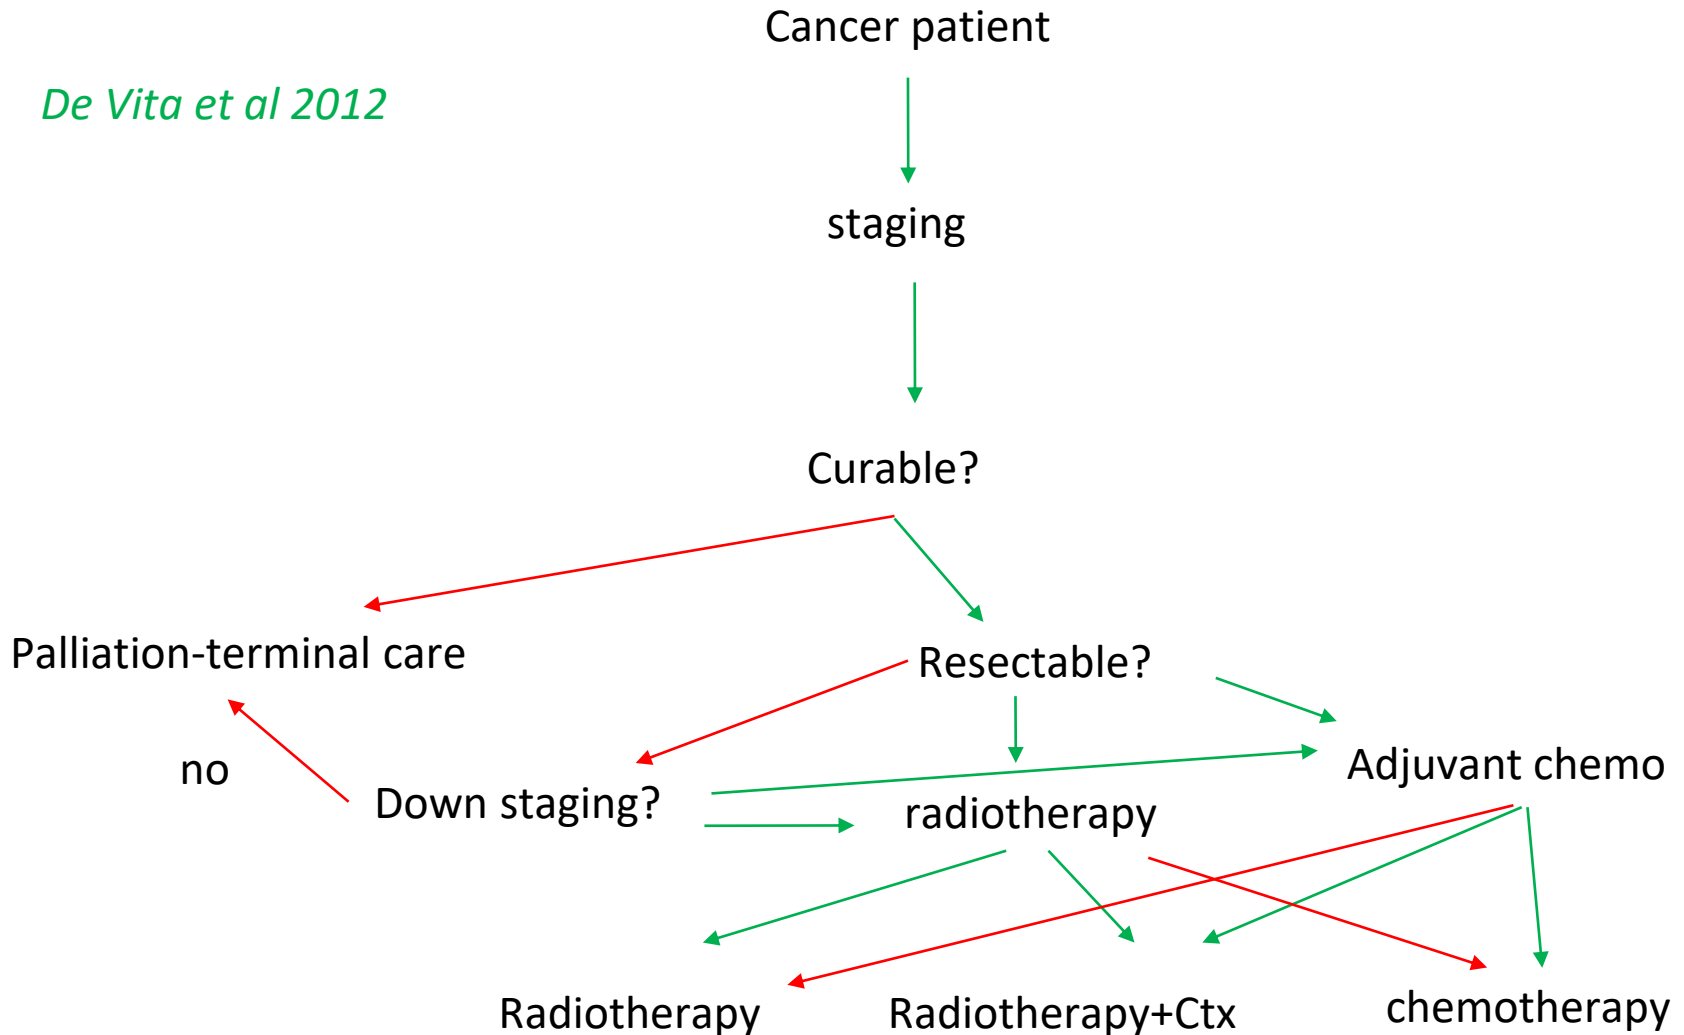 Cancer patient
De Vita et al 2012
staging
Curable?
Palliation-terminal care
Resectable?
no
Down staging?
radiotherapy
Adjuvant chemo
Radiotherapy
Radiotherapy+Ctx
chemotherapy